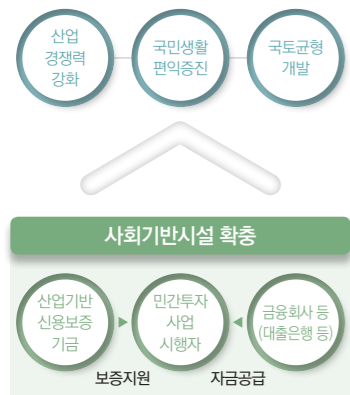 산업
경쟁력
강화
국민생활
편익증진
국토균형
개발
사회기반시설 확충
산업기반
신용보증
기금
민간투자
사업
시행자
금융회사 등
(대출은행 등)
보증지원
자금공급